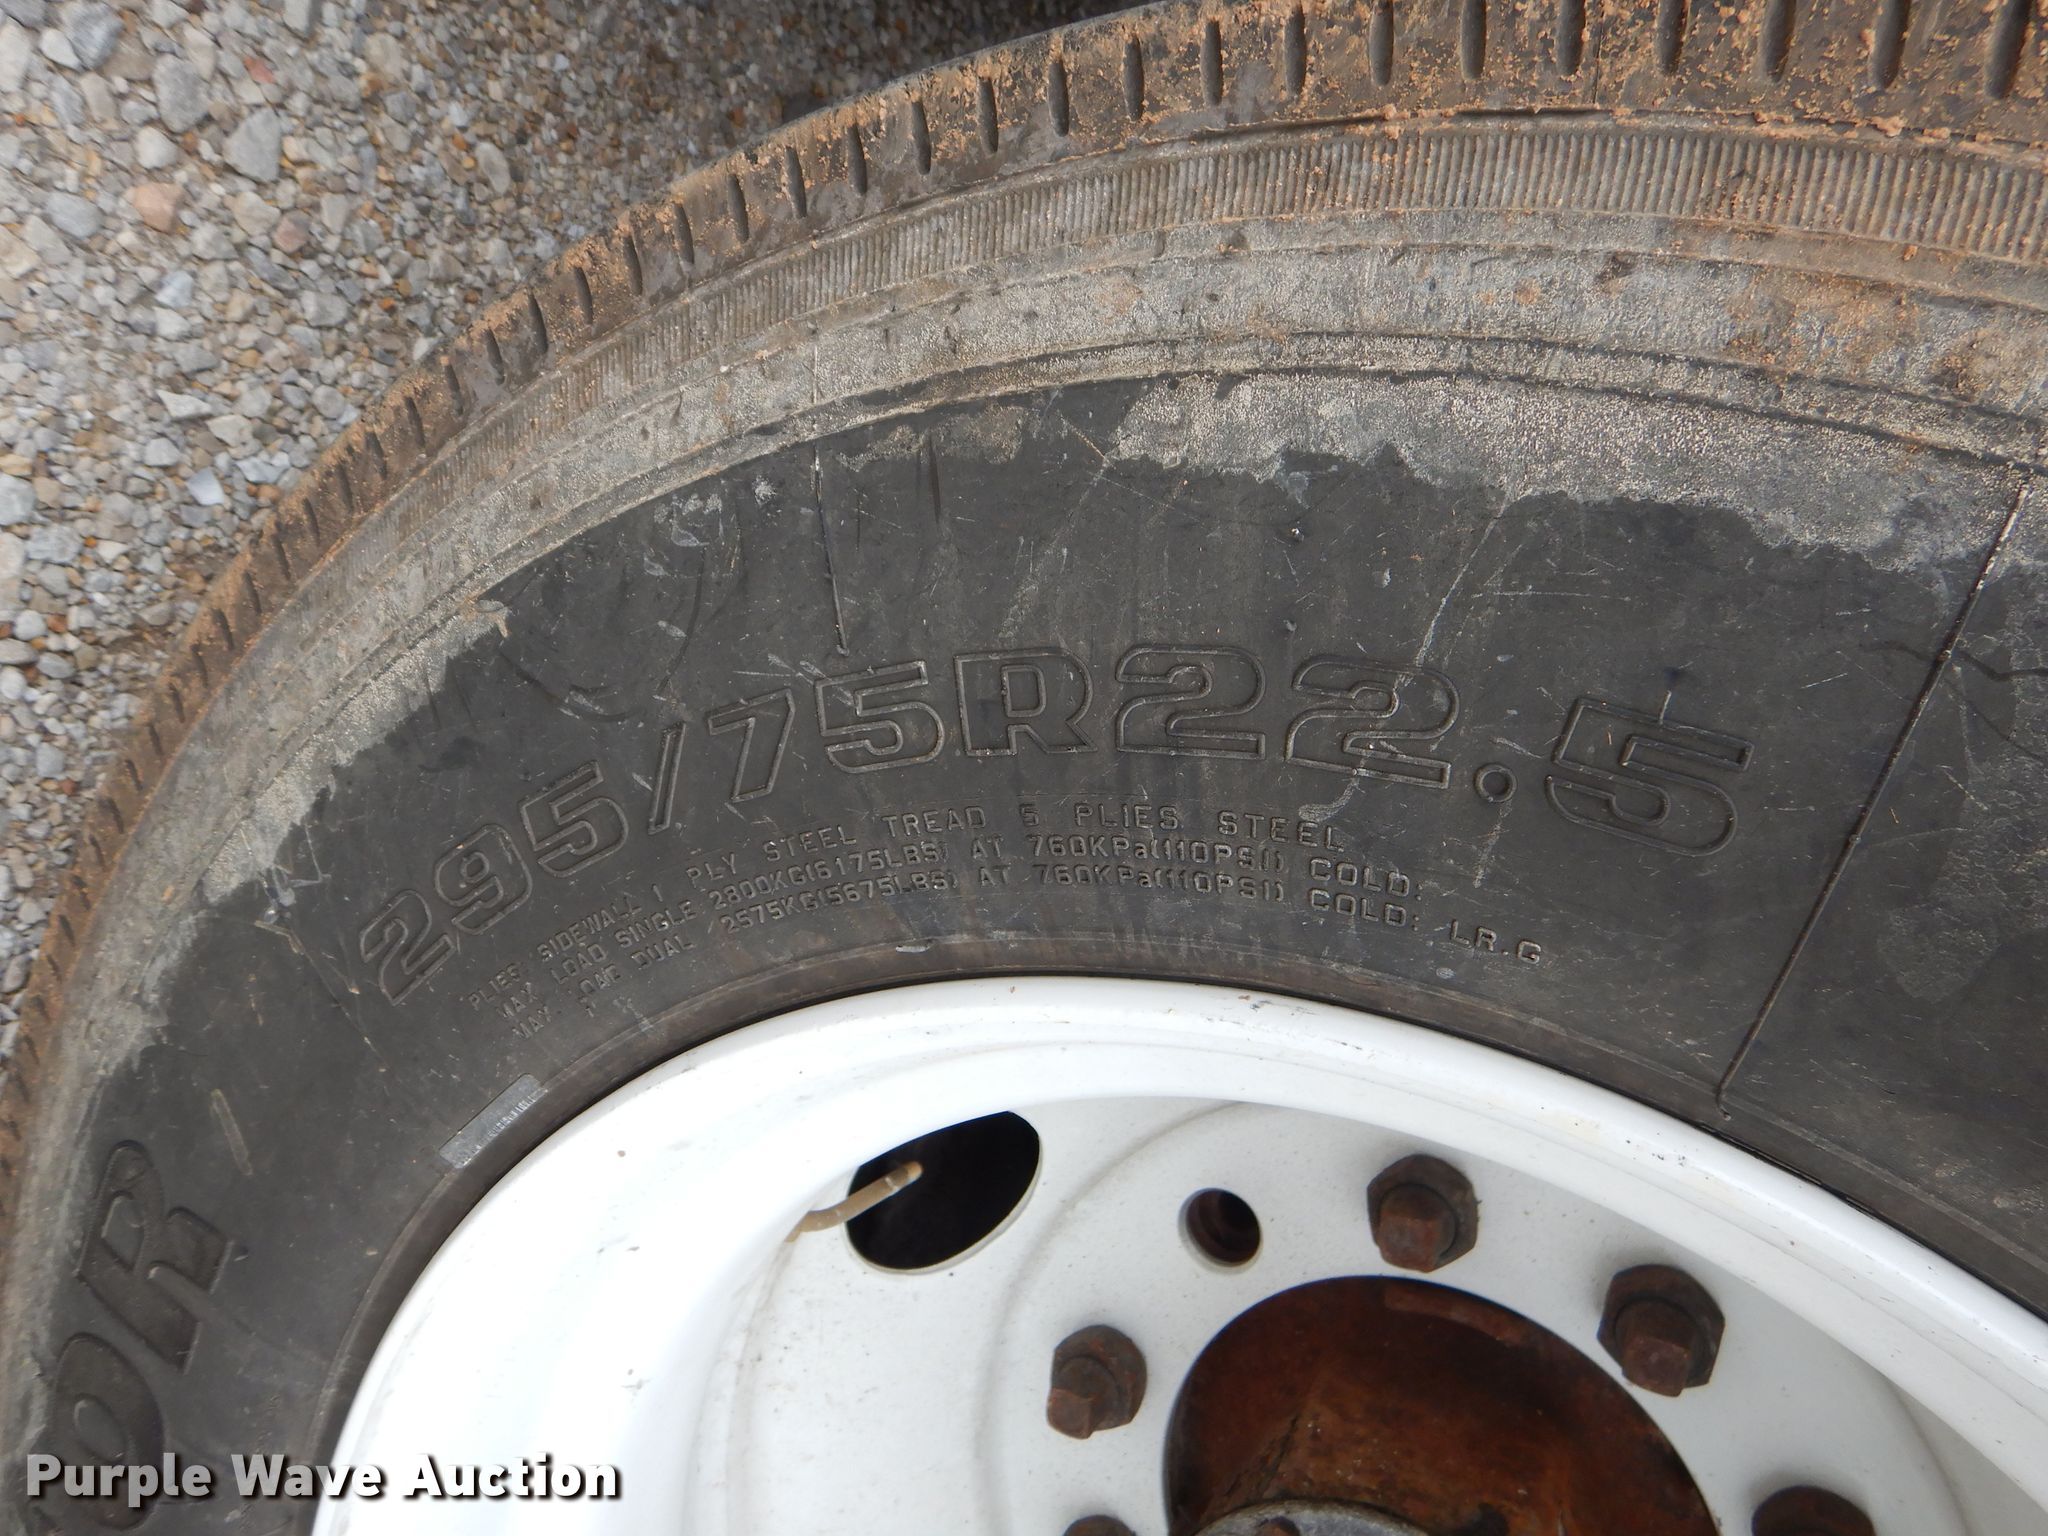 295/75R22.5
PLIES: SIDEWALL 1 PLY STEEL TREAD 5 PLIES STEEL
MAX. LOAD SINGLE 2800KG(6175LBS) AT 760KPa(110PSI) COLD:
MAX. LOAD DUAL 2575KG(5675LBS) AT 760KPa(110PSI) COLD: LR.G
OR
Purple Wave Auction